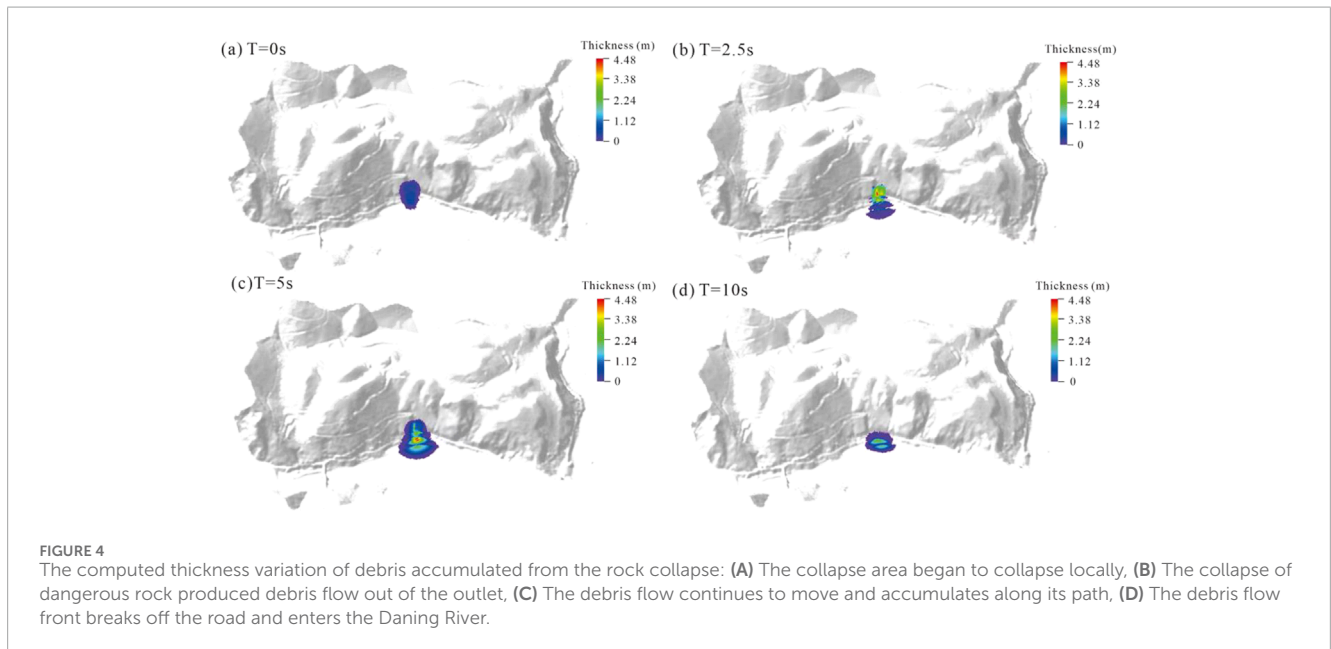 (a) T=0s
Thickness (m)
4.48
3.38
2.24
1.12
0
(b) T=2.5s
Thickness(m)
4.48
3.38
2.24
1.12
0
(c)T=5s
Thickness (m)
4.48
3.38
2.24
1.12
0
(d) T=10s
Thickness (m)
4.48
3.38
2.24
1.12
0
FIGURE 4
The computed thickness variation of debris accumulated from the rock collapse: (A) The collapse area began to collapse locally, (B) The collapse of
dangerous rock produced debris flow out of the outlet, (C) The debris flow continues to move and accumulates along its path, (D) The debris flow
front breaks off the road and enters the Daning River.